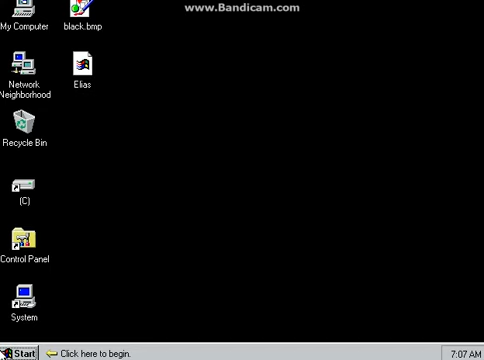 www.Bandicam.com
My Computer
black.bmp
Network
Neighborhood
Elias
Recycle Bin
(C)
Control Panel
System
Start
Click here to begin.
7:07 AM